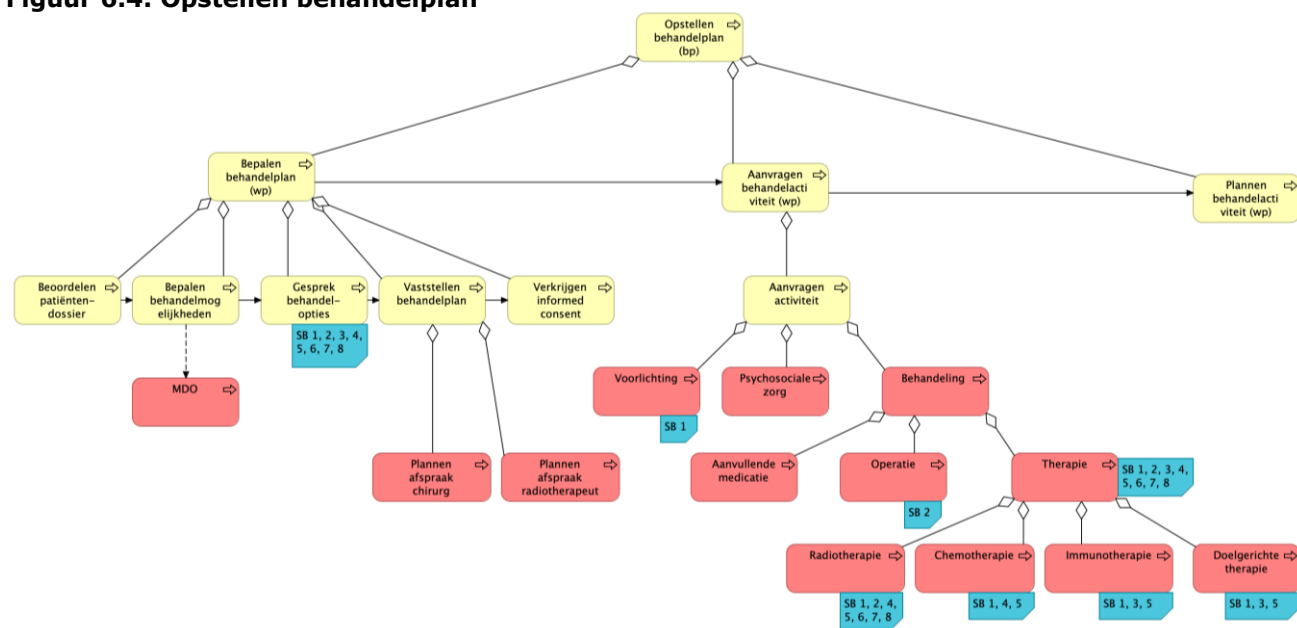 Figuur 6.4: Opstellen behandelplan
Opstellen
behandelplan
(bp)
Bepalen
behandelplan
(wp)
Aanvragen
behandelacti
viteit (wp)
Plannen
behandelacti
viteit (wp)
Beoordelen
patiënten-
dossier
Bepalen
behandelmog
elijkheden
Gesprek
behandel-
opties
Vaststellen
behandelplan
Verkrijgen
informed
consent
Aanvragen
activiteit
SB 1, 2, 3, 4,
5, 6, 7, 8
MDO
Voorlichting
Psychosociale
zorg
Behandeling
SB 1
Plannen
afspraak
chirurg
Plannen
afspraak
radiotherapeut
Aanvullende
medicatie
Operatie
Therapie
SB 1, 2, 3, 4,
5, 6, 7, 8
SB 2
Radiotherapie
Chemotherapie
Immunotherapie
Doelgerichte
therapie
SB 1, 2, 4,
5, 6, 7, 8
SB 1, 4, 5
SB 1, 3, 5
SB 1, 3, 5